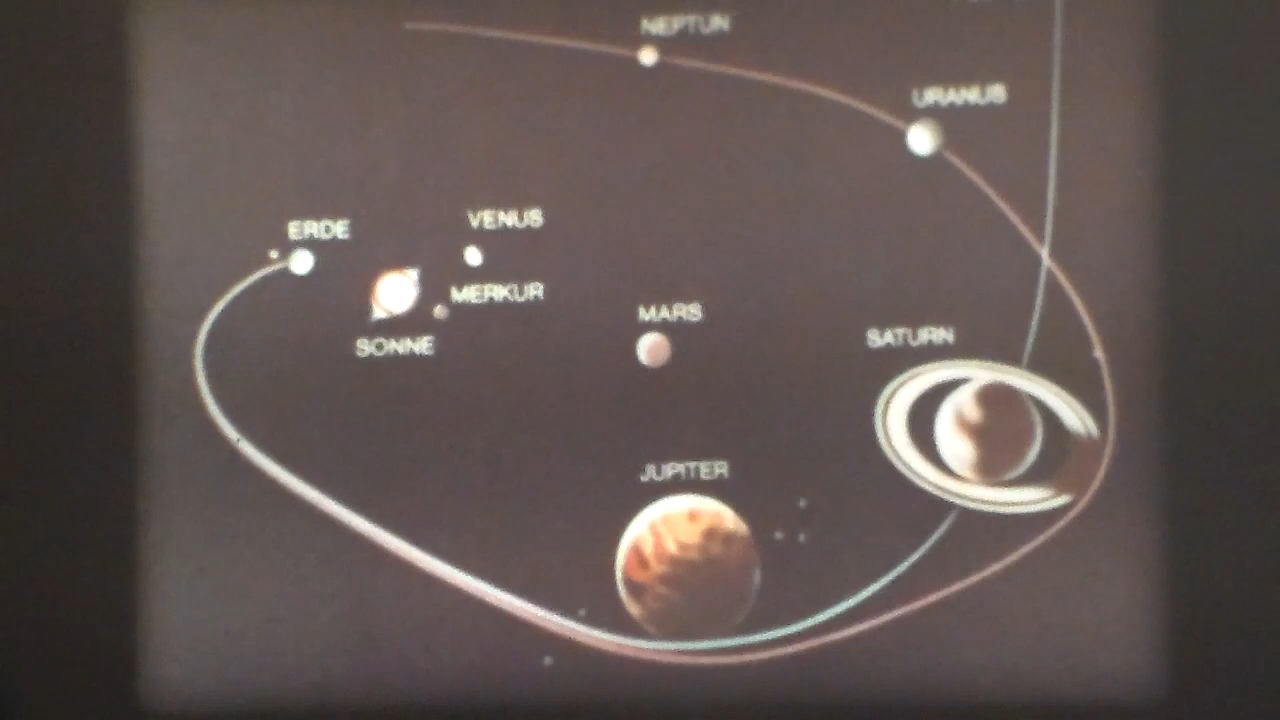 NEPTUN
URANUS
ERDE
VENUS
MERKUR
SONNE
MARS
SATURN
JUPITER